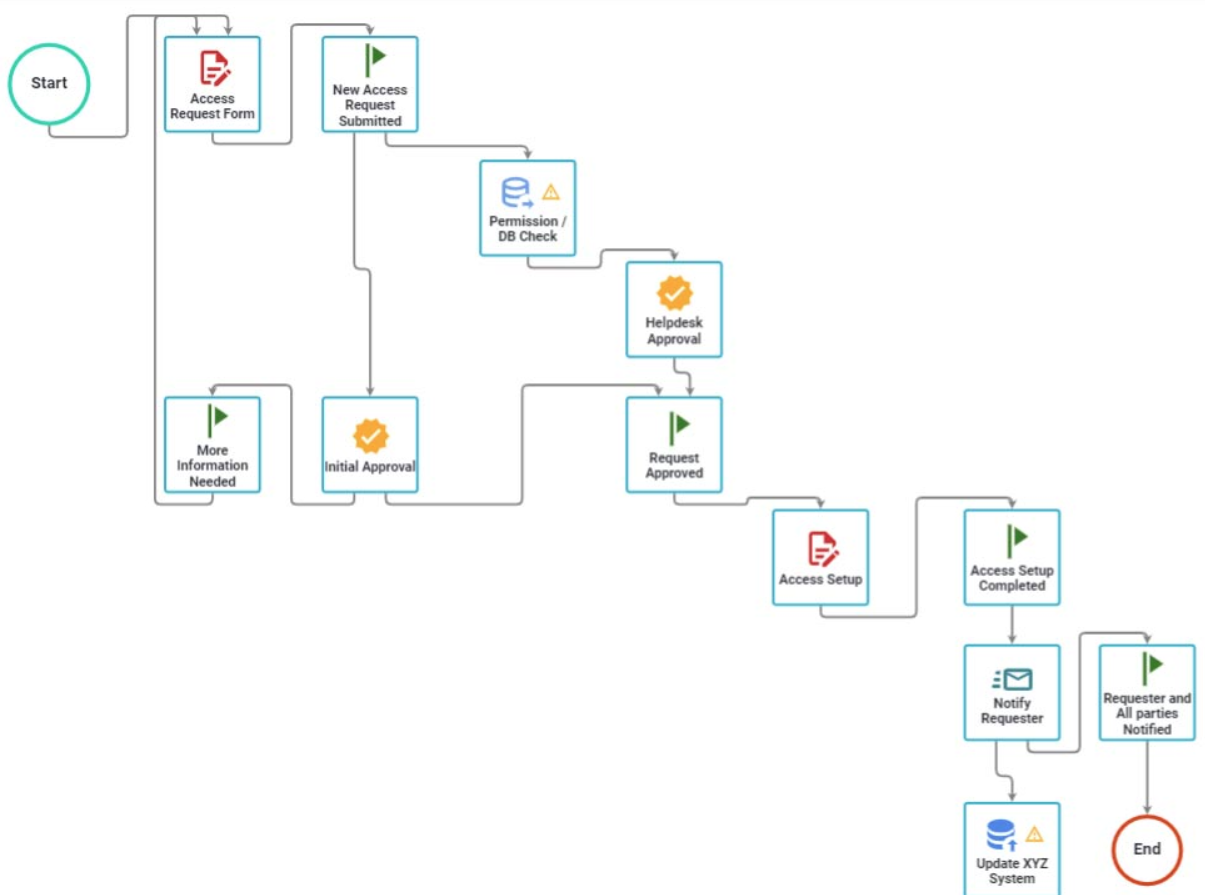 Start
Access
Request Form
New Access
Request
Submitted
Permission /
DB Check
Helpdesk
Approval
More
Information
Needed
Initial Approval
Request
Approved
Access Setup
Access Setup
Completed
Notify
Requester
Requester and
All parties
Notified
Update XYZ
System
End